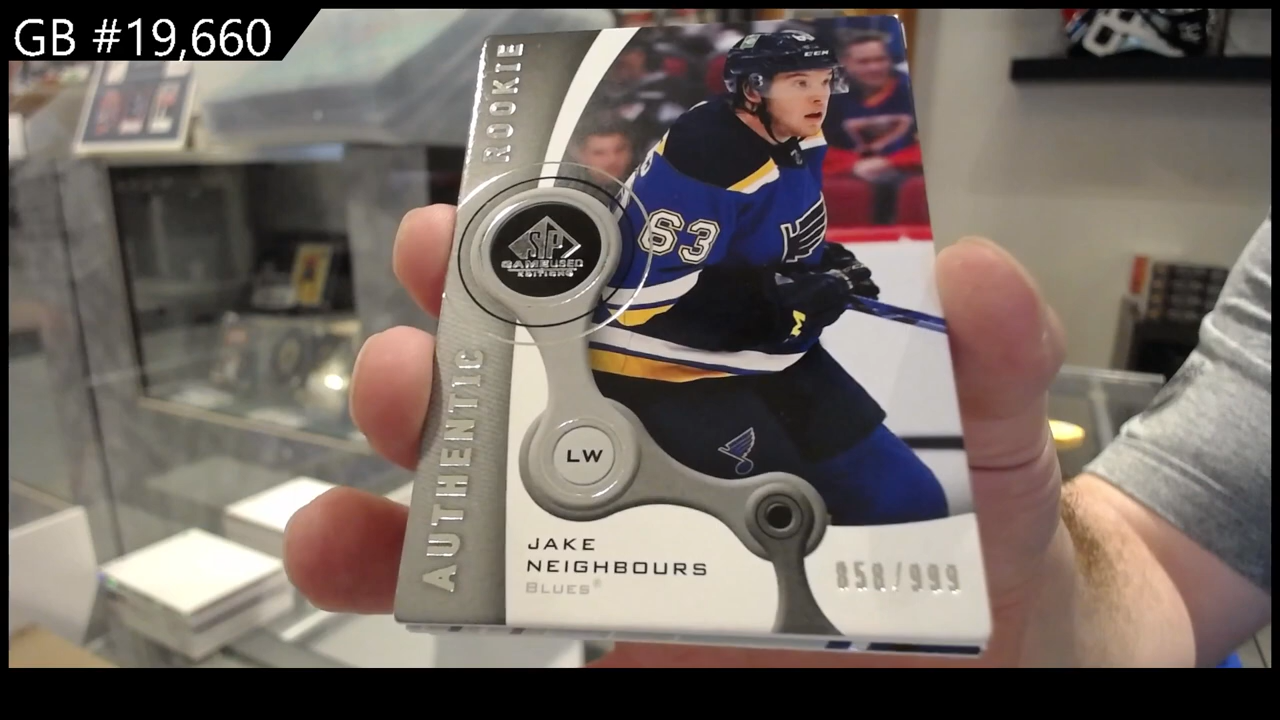 GB #19,660
AUTHENTIC ROOKIE
SP
GAME USED
EDITIONS
CCM
63
LW
JAKE
NEIGHBOURS
BLUES®
858/999